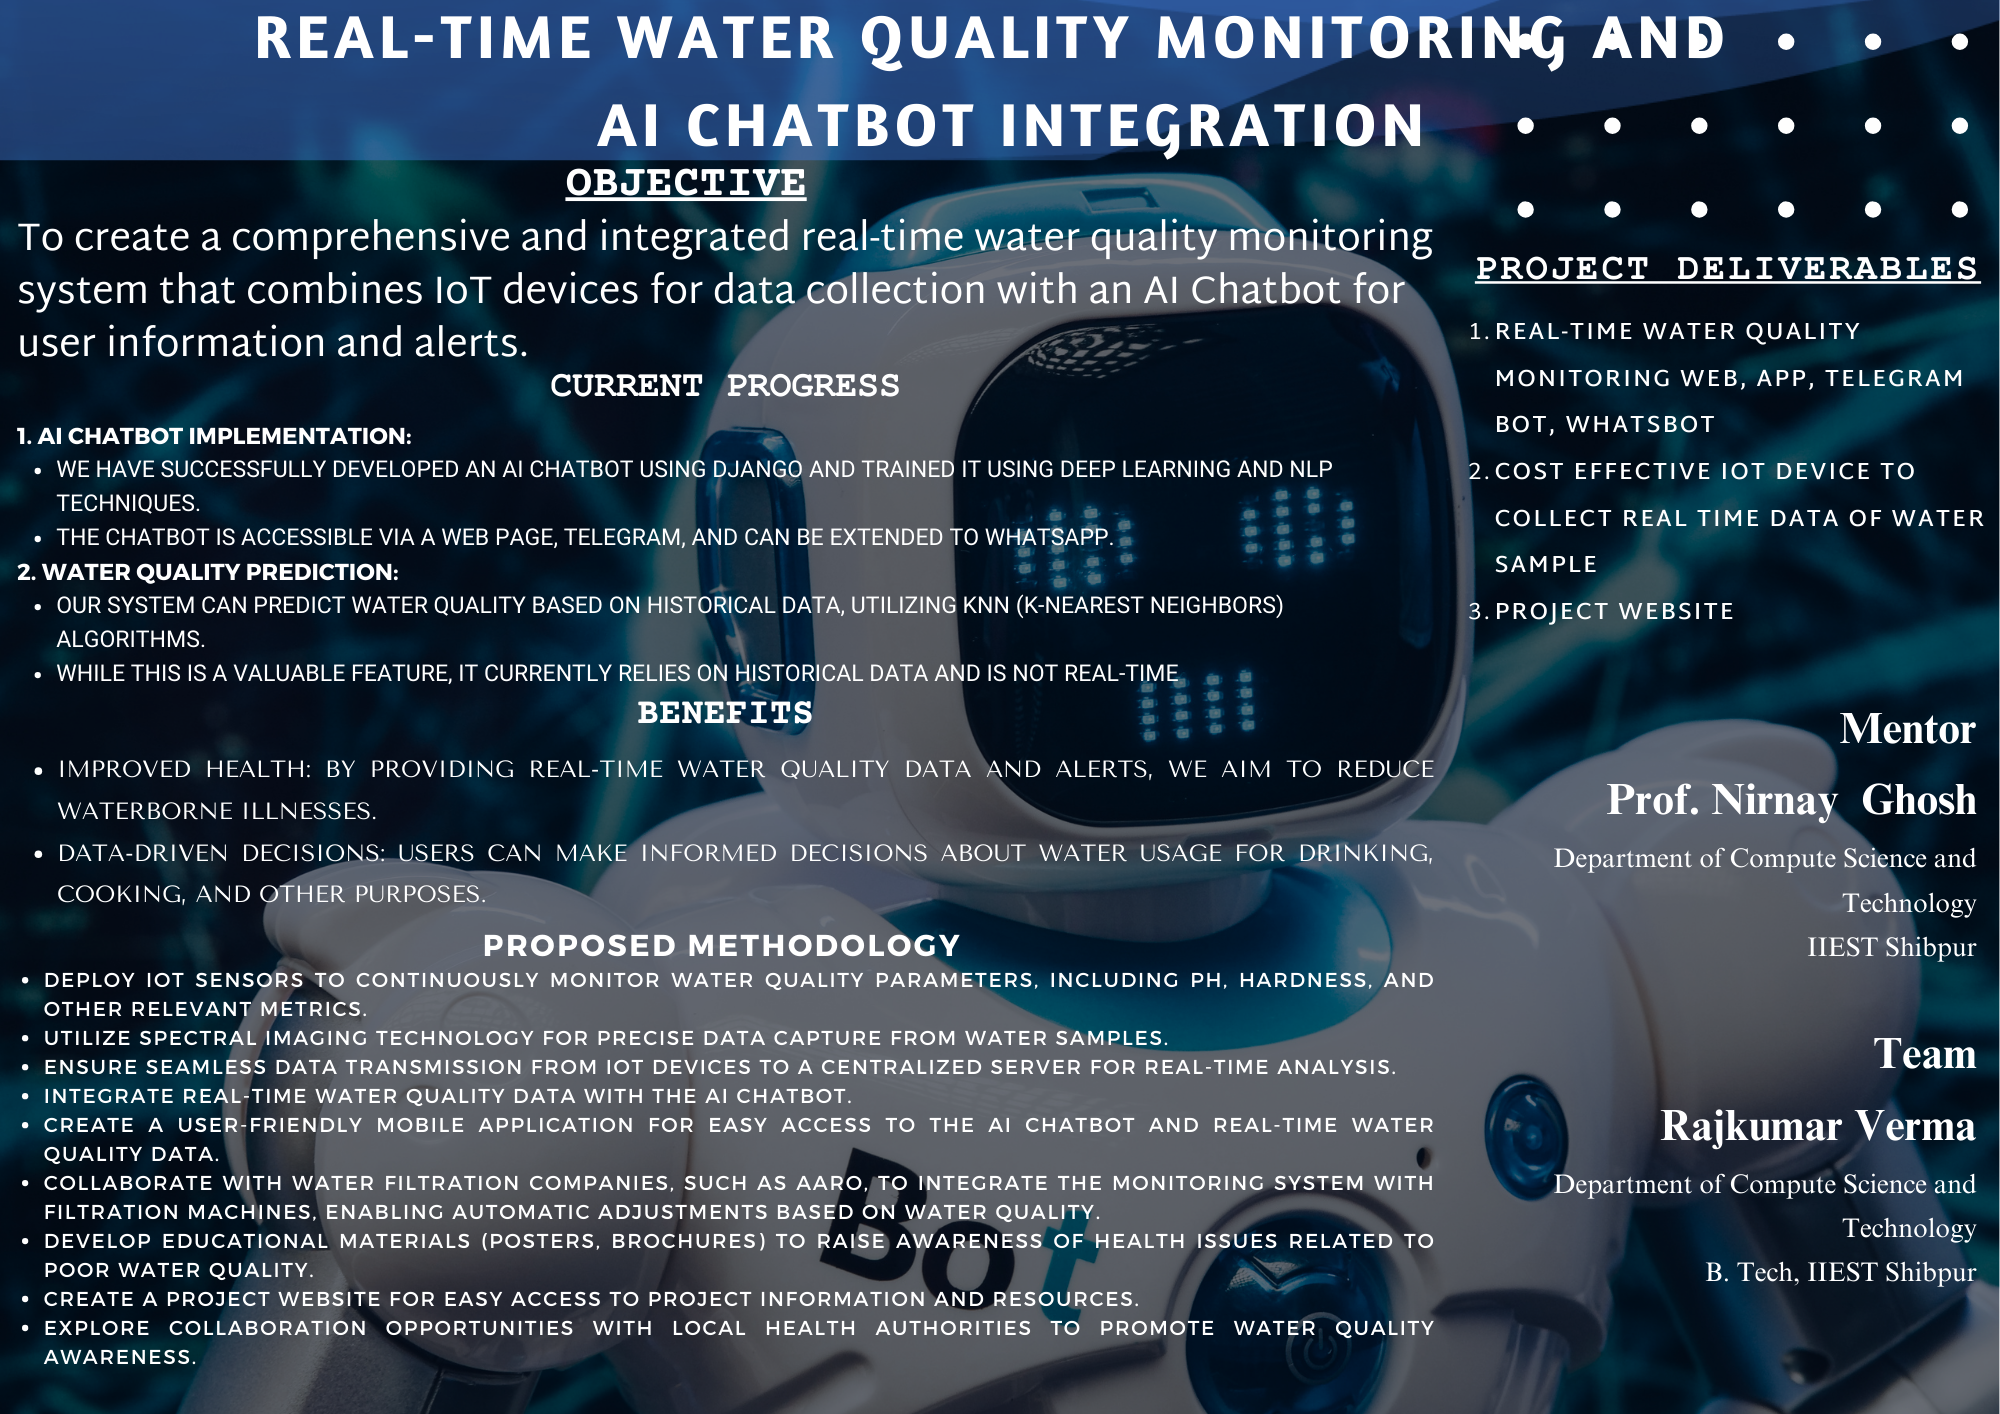 REAL-TIME WATER QUALITY MONITORING AND
AI CHATBOT INTEGRATION
OBJECTIVE
To create a comprehensive and integrated real-time water quality monitoring
system that combines IoT devices for data collection with an AI Chatbot for
user information and alerts.
CURRENT PROGRESS
1. AI CHATBOT IMPLEMENTATION:
• WE HAVE SUCCESSFULLY DEVELOPED AN AI CHATBOT USING DJANGO AND TRAINED IT USING DEEP LEARNING AND NLP
TECHNIQUES.
• THE CHATBOT IS ACCESSIBLE VIA A WEB PAGE, TELEGRAM, AND CAN BE EXTENDED TO WHATSAPP.
2. WATER QUALITY PREDICTION:
• OUR SYSTEM CAN PREDICT WATER QUALITY BASED ON HISTORICAL DATA, UTILIZING KNN (K-NEAREST NEIGHBORS)
ALGORITHMS.
• WHILE THIS IS A VALUABLE FEATURE, IT CURRENTLY RELIES ON HISTORICAL DATA AND IS NOT REAL-TIME
BENEFITS
• IMPROVED HEALTH: BY PROVIDING REAL-TIME WATER QUALITY DATA AND ALERTS, WE AIM TO REDUCE
WATERBORNE ILLNESSES.
• DATA-DRIVEN DECISIONS: USERS CAN MAKE INFORMED DECISIONS ABOUT WATER USAGE FOR DRINKING,
COOKING, AND OTHER PURPOSES.
PROPOSED METHODOLOGY
• DEPLOY IOT SENSORS TO CONTINUOUSLY MONITOR WATER QUALITY PARAMETERS, INCLUDING PH, HARDNESS, AND
OTHER RELEVANT METRICS.
• UTILIZE SPECTRAL IMAGING TECHNOLOGY FOR PRECISE DATA CAPTURE FROM WATER SAMPLES.
• ENSURE SEAMLESS DATA TRANSMISSION FROM IOT DEVICES TO A CENTRALIZED SERVER FOR REAL-TIME ANALYSIS.
• INTEGRATE REAL-TIME WATER QUALITY DATA WITH THE AI CHATBOT.
• CREATE A USER-FRIENDLY MOBILE APPLICATION FOR EASY ACCESS TO THE AI CHATBOT AND REAL-TIME WATER
QUALITY DATA.
• COLLABORATE WITH WATER FILTRATION COMPANIES, SUCH AS AARO, TO INTEGRATE THE MONITORING SYSTEM WITH
FILTRATION MACHINES, ENABLING AUTOMATIC ADJUSTMENTS BASED ON WATER QUALITY.
• DEVELOP EDUCATIONAL MATERIALS (POSTERS, BROCHURES) TO RAISE AWARENESS OF HEALTH ISSUES RELATED TO
POOR WATER QUALITY.
• CREATE A PROJECT WEBSITE FOR EASY ACCESS TO PROJECT INFORMATION AND RESOURCES.
• EXPLORE COLLABORATION OPPORTUNITIES WITH LOCAL HEALTH AUTHORITIES TO PROMOTE WATER QUALITY
AWARENESS.
Bot
PROJECT DELIVERABLES
1. REAL-TIME WATER QUALITY
MONITORING WEB, APP, TELEGRAM
BOT, WHATSBOT
2. COST EFFECTIVE IOT DEVICE TO
COLLECT REAL TIME DATA OF WATER
SAMPLE
3. PROJECT WEBSITE
Mentor
Prof. Nirnay Ghosh
Department of Compute Science and
Technology
IIEST Shibpur
Team
Rajkumar Verma
Department of Compute Science and
Technology
B. Tech, IIEST Shibpur